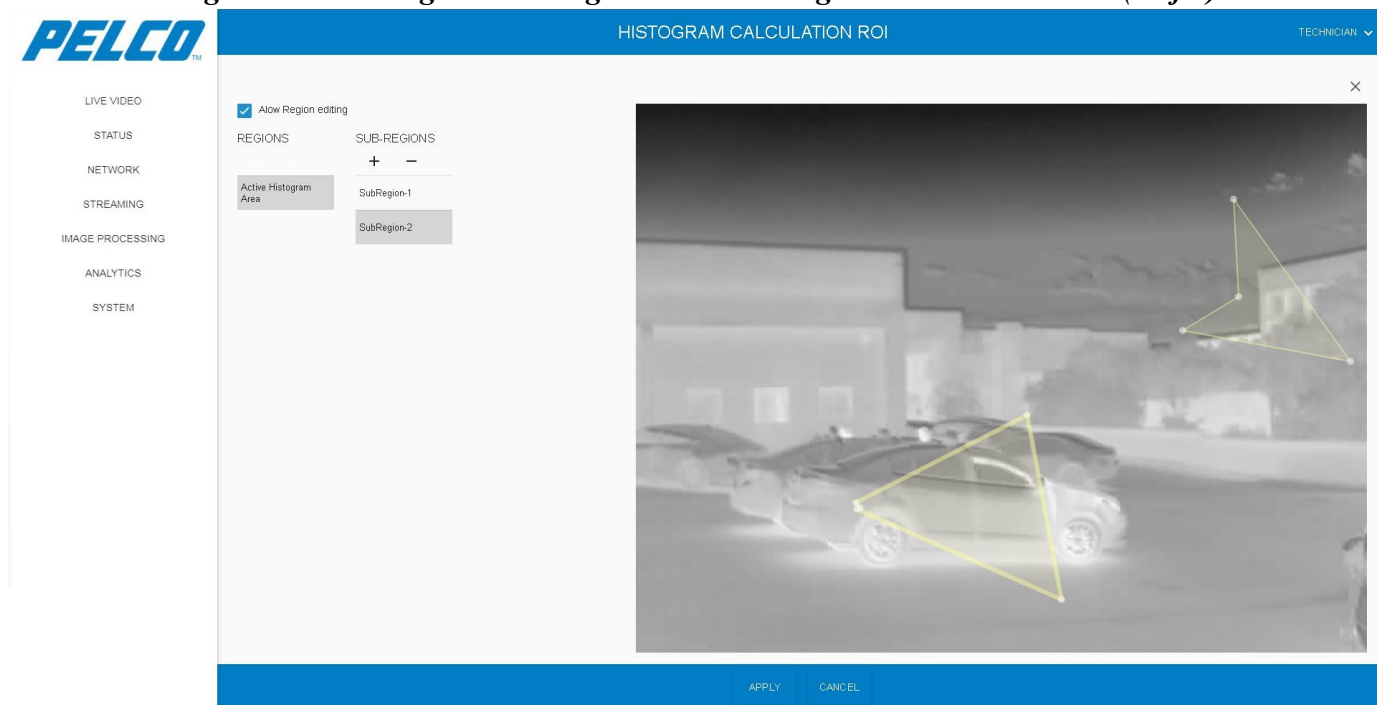 PELCO TM
HISTOGRAM CALCULATION ROI
TECHNICIAN
LIVE VIDEO
STATUS
NETWORK
STREAMING
IMAGE PROCESSING
ANALYTICS
SYSTEM
Alow Region editing
REGIONS
SUB-REGIONS
+ −
Active Histogram
Area
SubRegion-1
SubRegion-2
APPLY
CANCEL